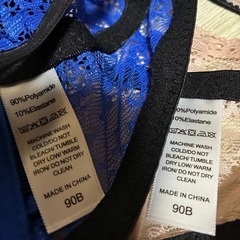 90%Polyamide
10%Elastane
MACHINE WASH
COLD/DO NOT
BLEACH/TUMBLE
DRY LOW/WARM
IRON/DO NOT DRY
CLEAN
MADE IN CHINA
90B
90%Polyamide
10%Elastane
MACHINE WASH
COLD/DO NOT
BLEACH/TUMBLE
DRY LOW/WARM
IRON/DO NOT DRY
CLEAN
MADE IN CHINA
90B